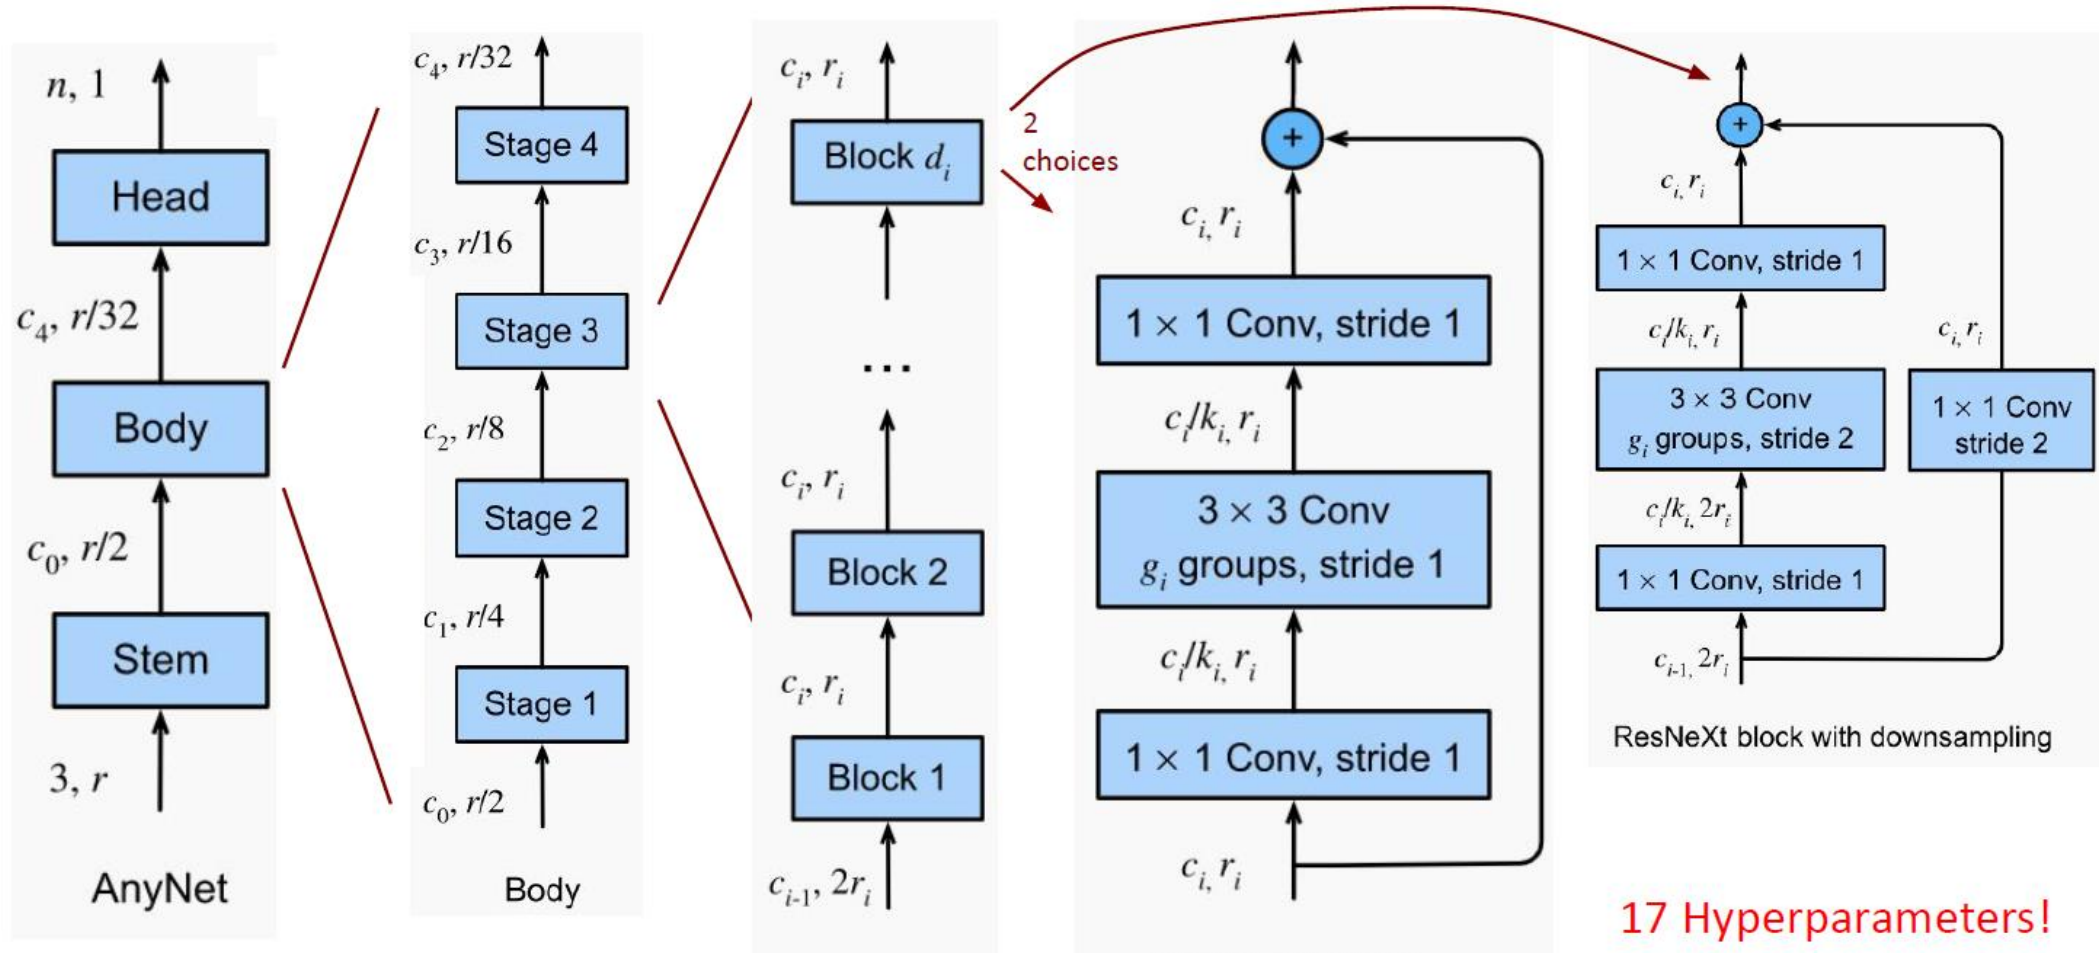 n, 1
Head
c₄, r/32
Body
c₀, r/2
Stem
3, r
AnyNet
c₄, r/32
Stage 4
c₃, r/16
Stage 3
c₂, r/8
Stage 2
c₁, r/4
Stage 1
c₀, r/2
Body
cᵢ, rᵢ
Block dᵢ
...
cᵢ, rᵢ
Block 2
cᵢ, rᵢ
Block 1
cᵢ₋₁, 2rᵢ
2
choices
+
cᵢ, rᵢ
1 × 1 Conv, stride 1
cᵢ/kᵢ, rᵢ
3 × 3 Conv
gᵢ groups, stride 1
cᵢ/kᵢ, rᵢ
1 × 1 Conv, stride 1
cᵢ, rᵢ
+
cᵢ, rᵢ
1 × 1 Conv, stride 1
cᵢ/kᵢ, rᵢ
cᵢ, rᵢ
3 × 3 Conv
gᵢ groups, stride 2
1 × 1 Conv
stride 2
cᵢ/kᵢ, 2rᵢ
1 × 1 Conv, stride 1
cᵢ₋₁, 2rᵢ
ResNeXt block with downsampling
17 Hyperparameters!